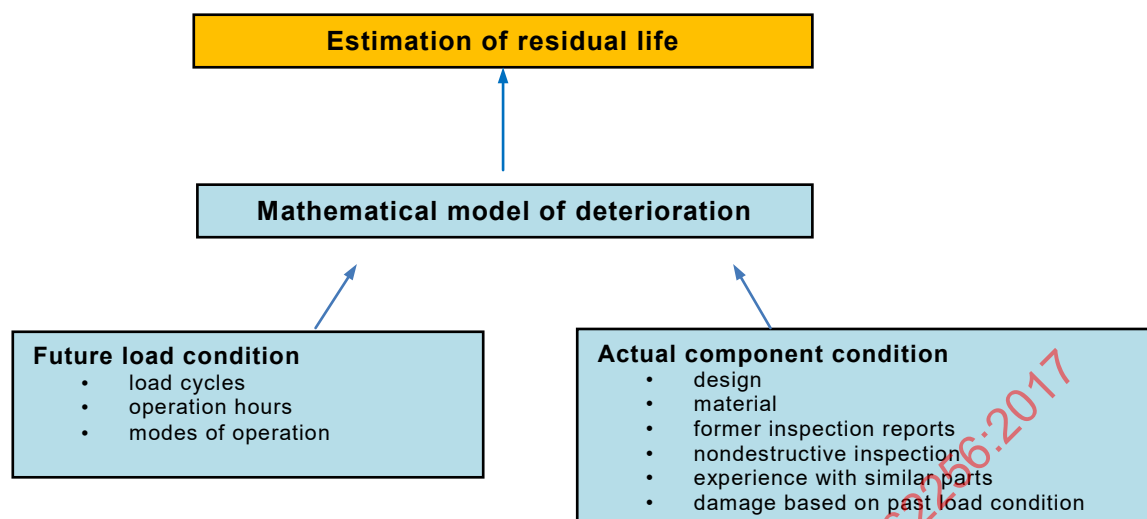 Estimation of residual life
Mathematical model of deterioration
Future load condition
• load cycles
• operation hours
• modes of operation
Actual component condition
• design
• material
• former inspection reports
• nondestructive inspection
• experience with similar parts
• damage based on past load condition
62256:2017